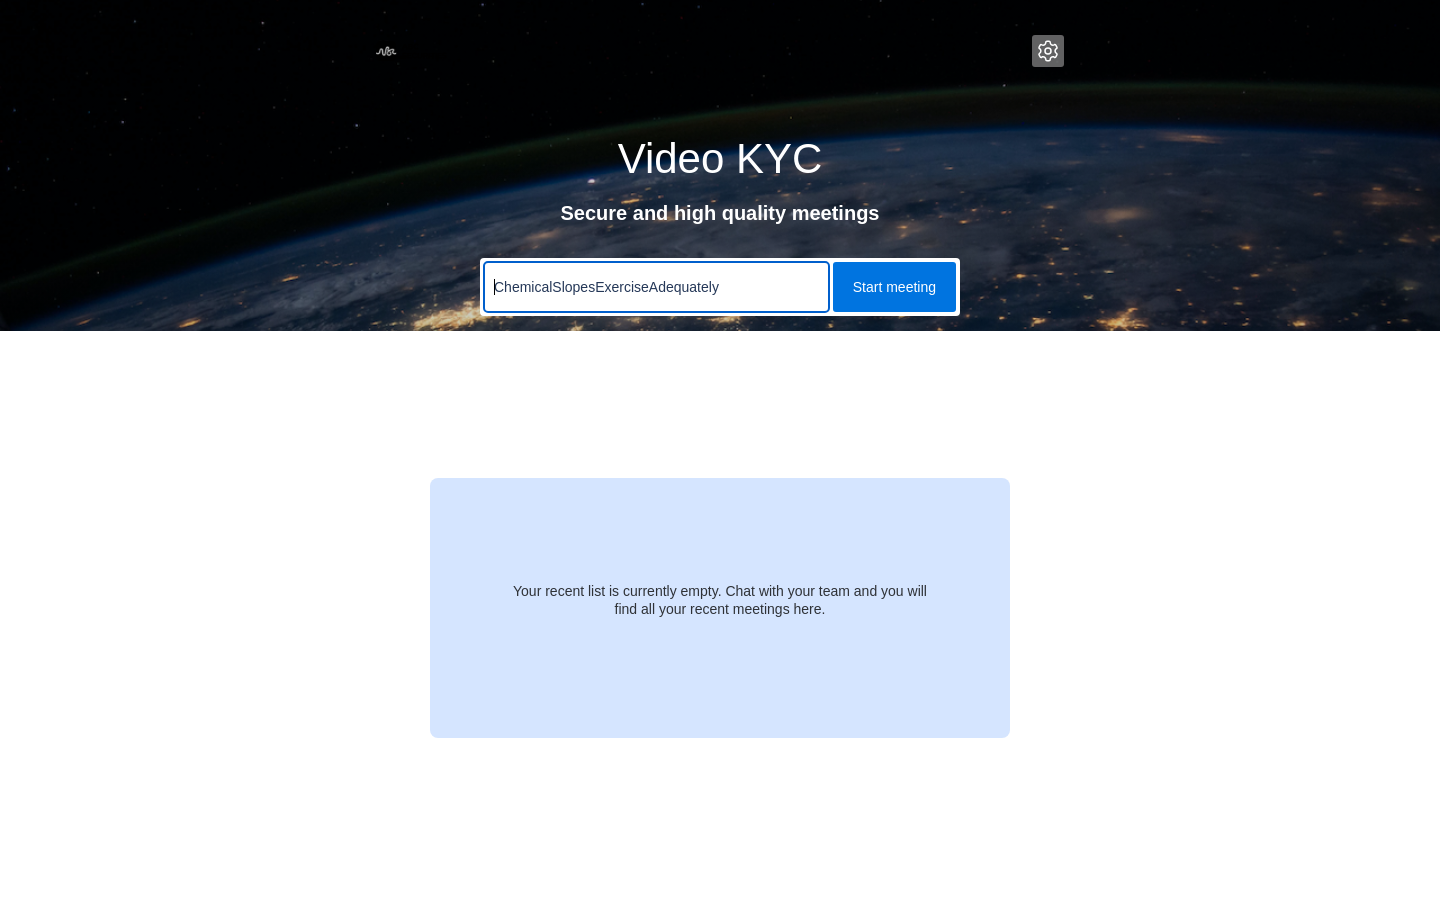 Video KYC
Secure and high quality meetings
ChemicalSlopesExerciseAdequately
Start meeting
Your recent list is currently empty. Chat with your team and you will
find all your recent meetings here.